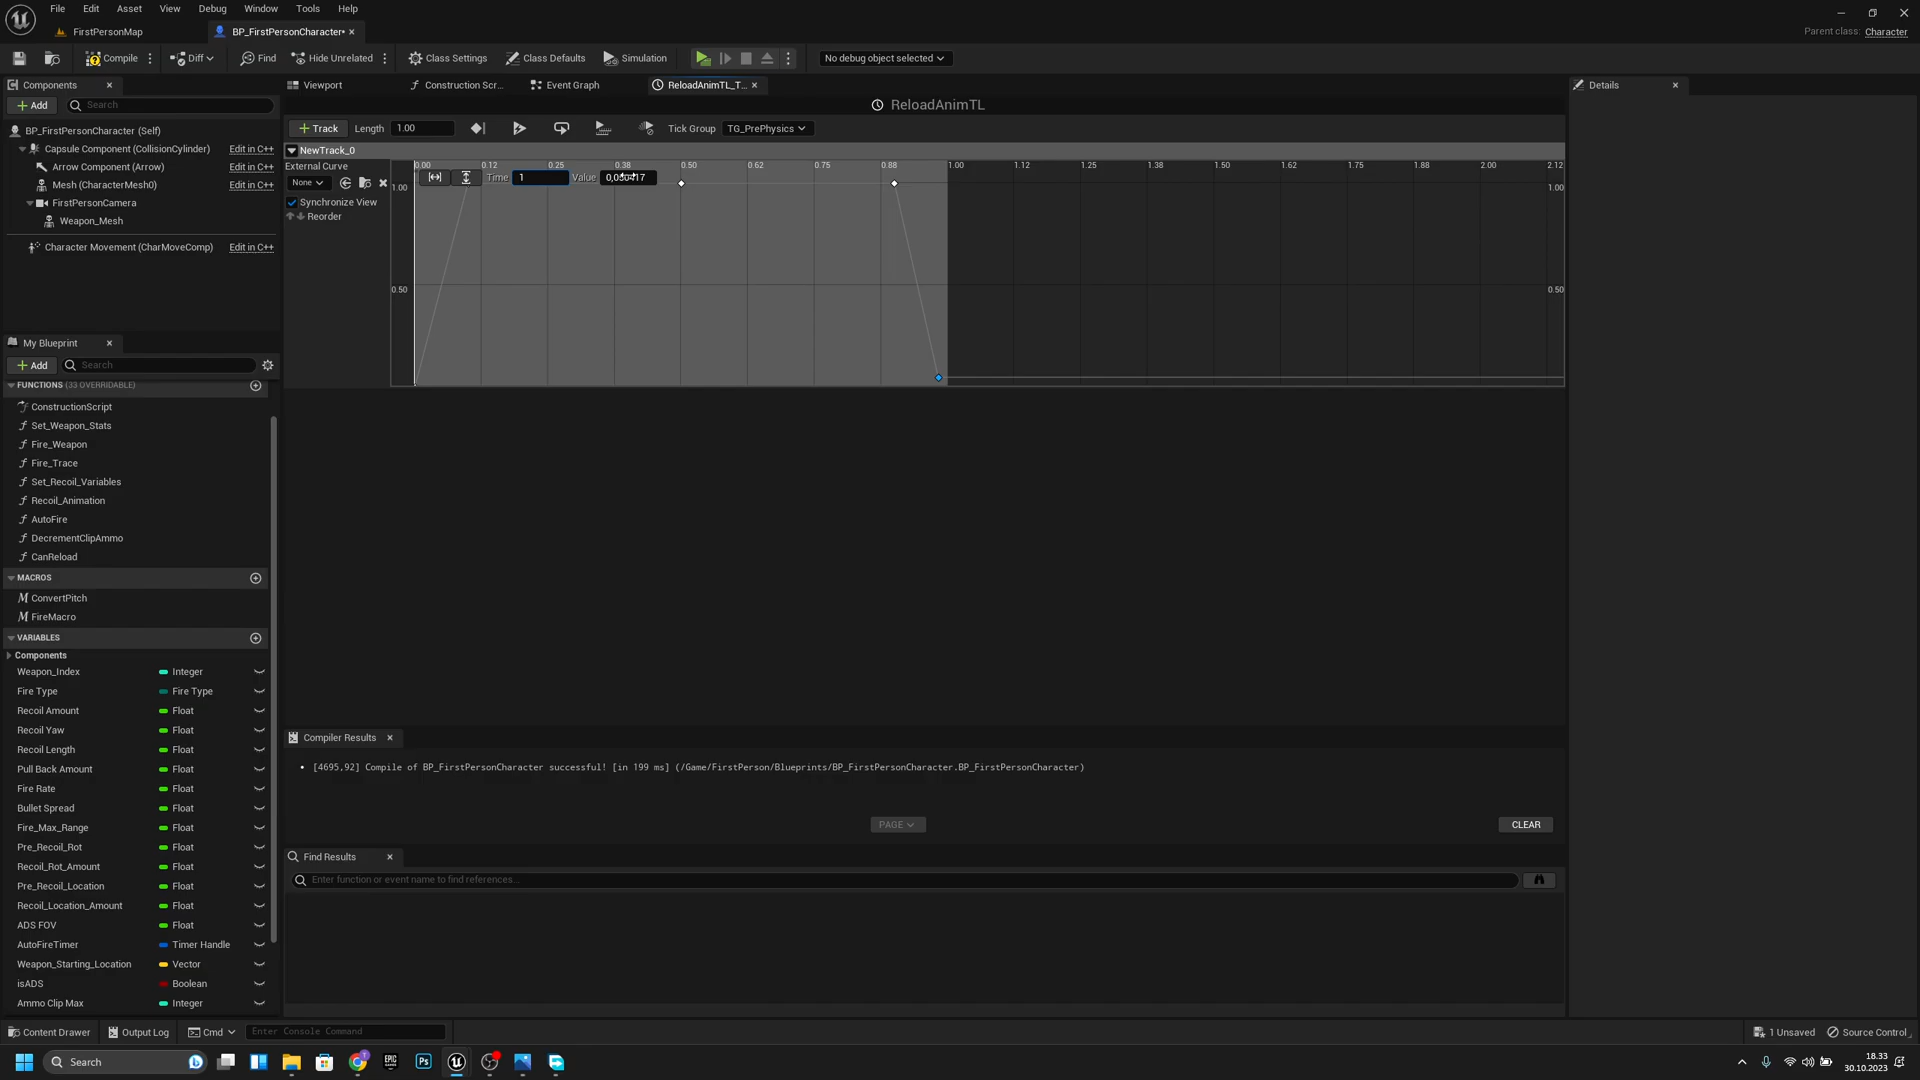 File Edit Asset View Debug Window Tools Help
FirstPersonMap BP_FirstPersonCharacter•
Parent class: Character
Compile Diff Find Hide Unrelated Class Settings Class Defaults Simulation No debug object selected
Components Viewport Construction Scr... Event Graph ReloadAnimTL_T... Details
Add Search ReloadAnimTL
BP_FirstPersonCharacter (Self)
Track Length 1.00 Tick Group TG_PrePhysics
Capsule Component (CollisionCylinder) Edit in C++
NewTrack_0
Arrow Component (Arrow) Edit in C++
External Curve
0.00 0.12 0.25 0.38 0.50 0.62 0.75 0.88 1.00 1.12 1.25 1.38 1.50 1.62 1.75 1.88 2.00 2.12
Mesh (CharacterMesh0) Edit in C++
None Time 1 Value
1.00 1.00
FirstPersonCamera
Synchronize View
Reorder
Weapon_Mesh
Character Movement (CharMoveComp) Edit in C++
0.50 0.50
My Blueprint
Add Search
FUNCTIONS (33 OVERRIDABLE)
ConstructionScript
Set_Weapon_Stats
Fire_Weapon
Fire_Trace
Set_Recoil_Variables
Recoil_Animation
AutoFire
DecrementClipAmmo
CanReload
MACROS
ConvertPitch
FireMacro
VARIABLES
Components
Weapon_Index Integer
Fire Type Fire Type
Recoil Amount Float
Recoil Yaw Float
Recoil Length Float
Pull Back Amount Float
Fire Rate Float
Bullet Spread Float
Fire_Max_Range Float
Pre_Recoil_Rot Float
Recoil_Rot_Amount Float
Pre_Recoil_Location Float
Recoil_Location_Amount Float
ADS FOV Float
AutoFireTimer Timer Handle
Weapon_Starting_Location Vector
isADS Boolean
Ammo Clip Max Integer
Compiler Results
• [4695,92] Compile of BP_FirstPersonCharacter successful! [in 199 ms] (/Game/FirstPerson/Blueprints/BP_FirstPersonCharacter.BP_FirstPersonCharacter)
PAGE CLEAR
Find Results
Enter function or event name to find references...
Content Drawer Output Log Cmd Enter Console Command 1 Unsaved Source Control
Search Ps 18.33
30.10.2023